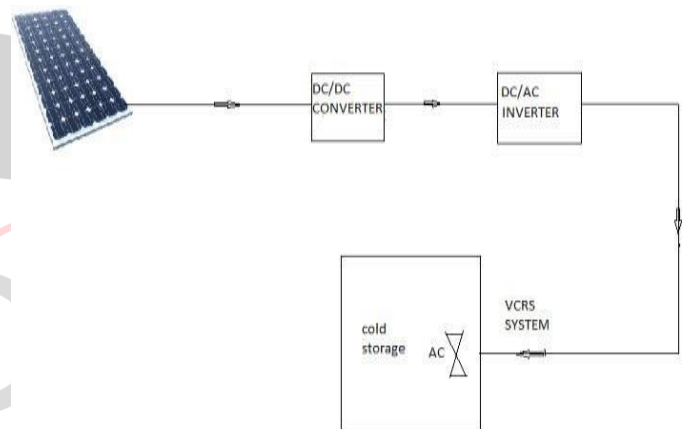 DC/DC
CONVERTER
DC/AC
INVERTER
VCRS
SYSTEM
cold
storage
AC